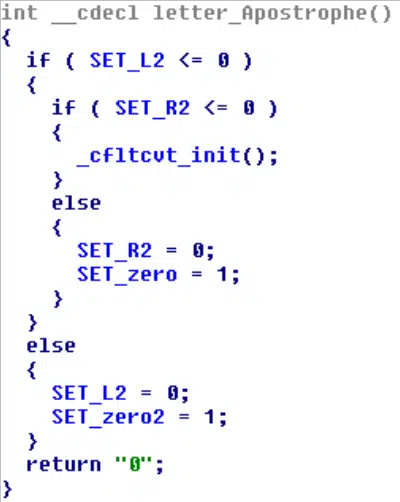 int __cdecl letter_Apostrophe()
{
if ( SET_L2 <= 0 )
{
if ( SET_R2 <= 0 )
{
_cfltcvt_init();
}
else
{
SET_R2 = 0;
SET_zero = 1;
}
}
else
{
SET_L2 = 0;
SET_zero2 = 1;
}
return "0";
}